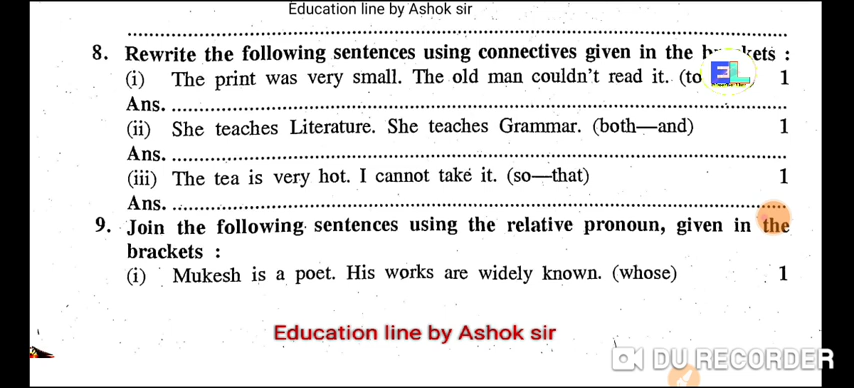 Education line by Ashok sir
8. Rewrite the following sentences using connectives given in the :
(i) The print was very small. The old man couldn't read it. (to 1
EL
Ans.
(ii) She teaches Literature. She teaches Grammar. (both—and) 1
Ans.
(iii) The tea is very hot. I cannot take it. (so—that) 1
Ans.
9. Join the following sentences using the relative pronoun, given in the
brackets :
(i) Mukesh is a poet. His works are widely known. (whose) 1
Education line by Ashok sir
DU RECORDER